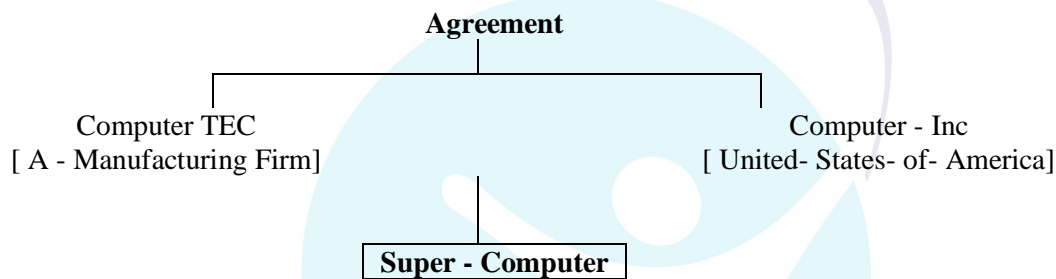 Agreement
Computer TEC
[ A - Manufacturing Firm]
Computer - Inc
[ United- States- of- America]
Super - Computer